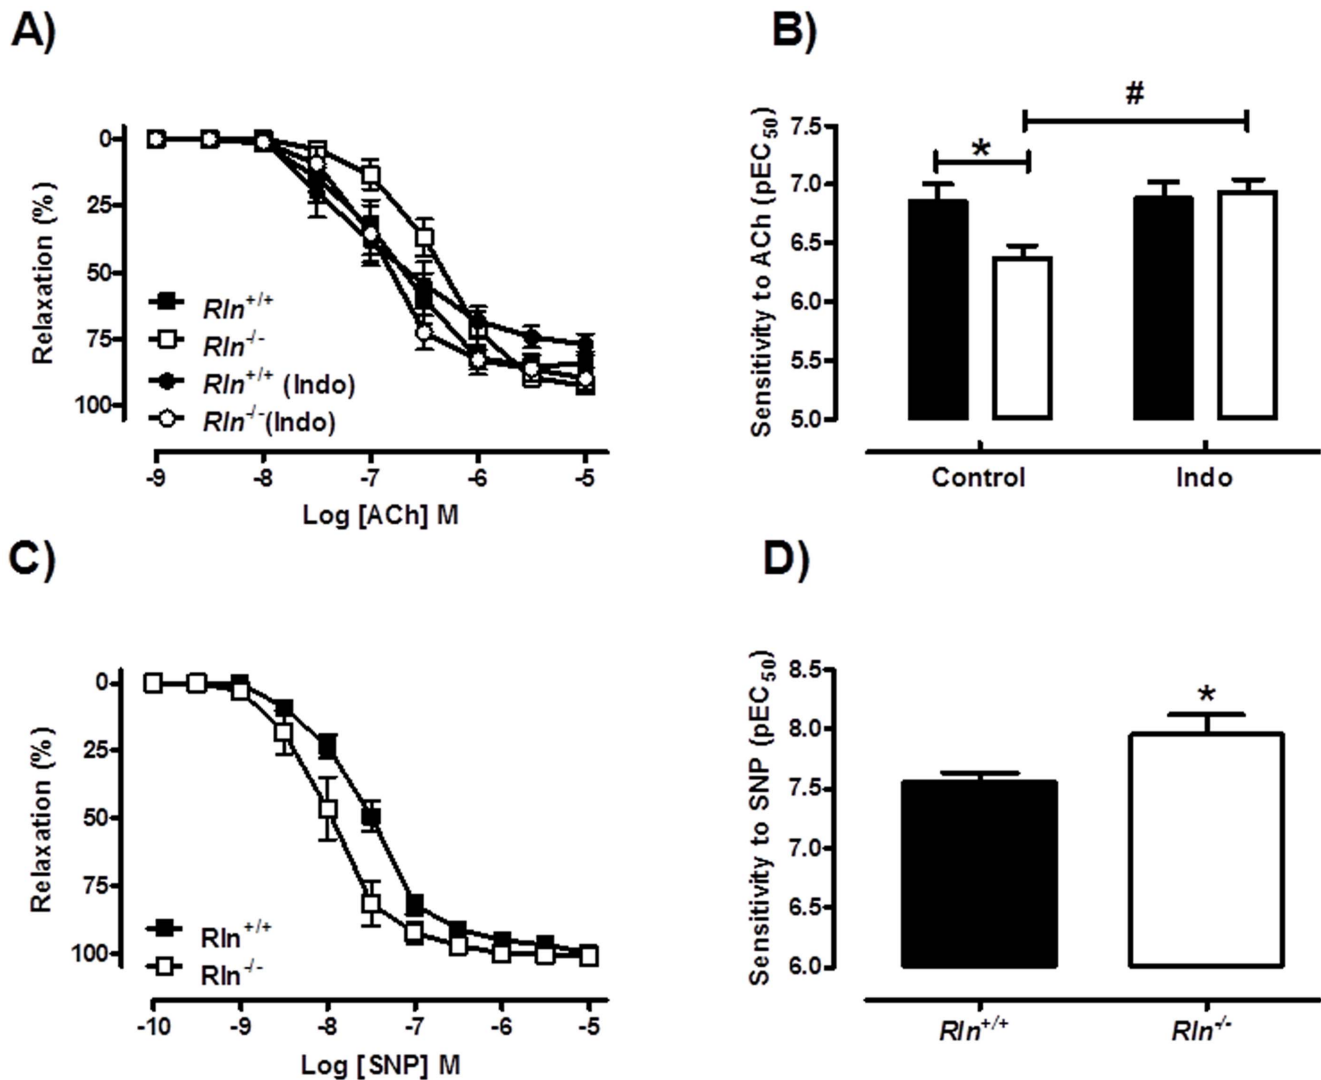 A)
0
25
50
75
100
Relaxation (%)
Rln+/+
Rln-/-
Rln+/+ (Indo)
Rln-/-(Indo)
-9
-8
-7
-6
-5
Log [ACh] M
B)
#
*
7.5
7.0
6.5
6.0
5.5
5.0
Sensitivity to ACh (pEC50)
Control
Indo
C)
0
25
50
75
100
Relaxation (%)
Rln+/+
Rln-/-
-10
-9
-8
-7
-6
-5
Log [SNP] M
D)
*
8.5
8.0
7.5
7.0
6.5
6.0
Sensitivity to SNP (pEC50)
Rln+/+
Rln-/-